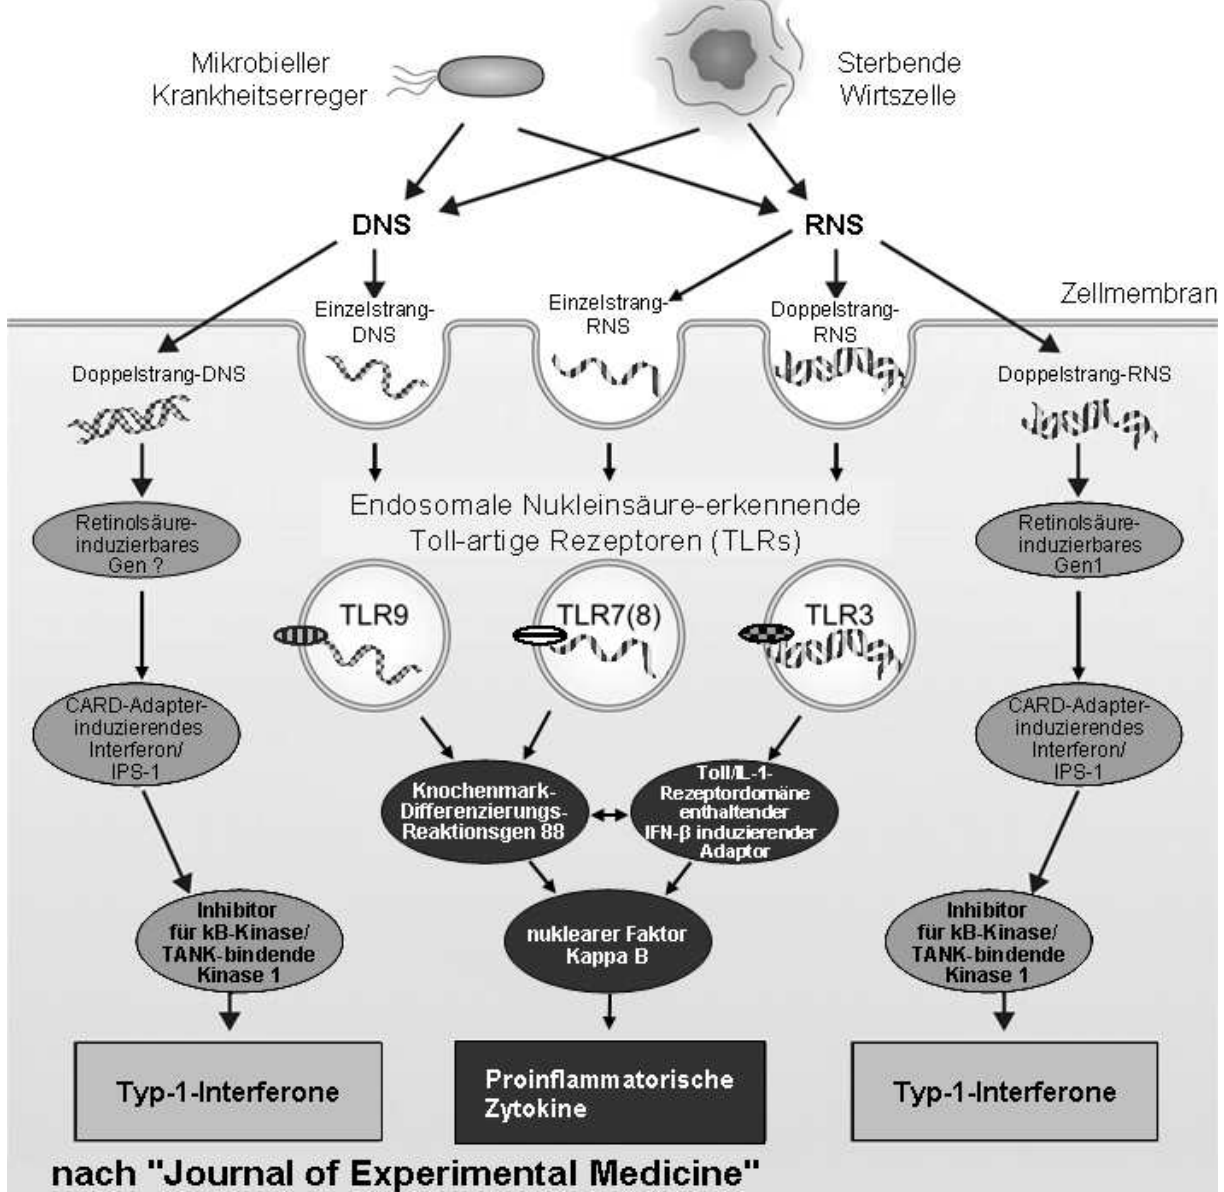 Mikrobieller
Krankheitserreger
Sterbende
Wirtszelle
DNS
RNS
Zellmembran
Einzelstrang-
DNS
Einzelstrang-
RNS
Doppelstrang-
RNS
Doppelstrang-DNS
Doppelstrang-RNS
Endosomale Nukleinsäure-erkennende
Toll-artige Rezeptoren (TLRs)
Retinolsäure-
induzierbares
Gen ?
Retinolsäure-
induzierbares
Gen1
TLR9
TLR7(8)
TLR3
CARD-Adapter-
induzierendes
Interferon/
IPS-1
CARD-Adapter-
induzierendes
Interferon/
IPS-1
Knochenmark-
Differenzierungs-
Reaktionsgen 88
Toll/IL-1-
Rezeptordomäne
enthaltender
IFN-β induzierender
Adaptor
Inhibitor
für kB-Kinase/
TANK-bindende
Kinase 1
nuklearer Faktor
Kappa B
Inhibitor
für kB-Kinase/
TANK-bindende
Kinase 1
Typ-1-Interferone
Proinflammatorische
Zytokine
Typ-1-Interferone
nach "Journal of Experimental Medicine"